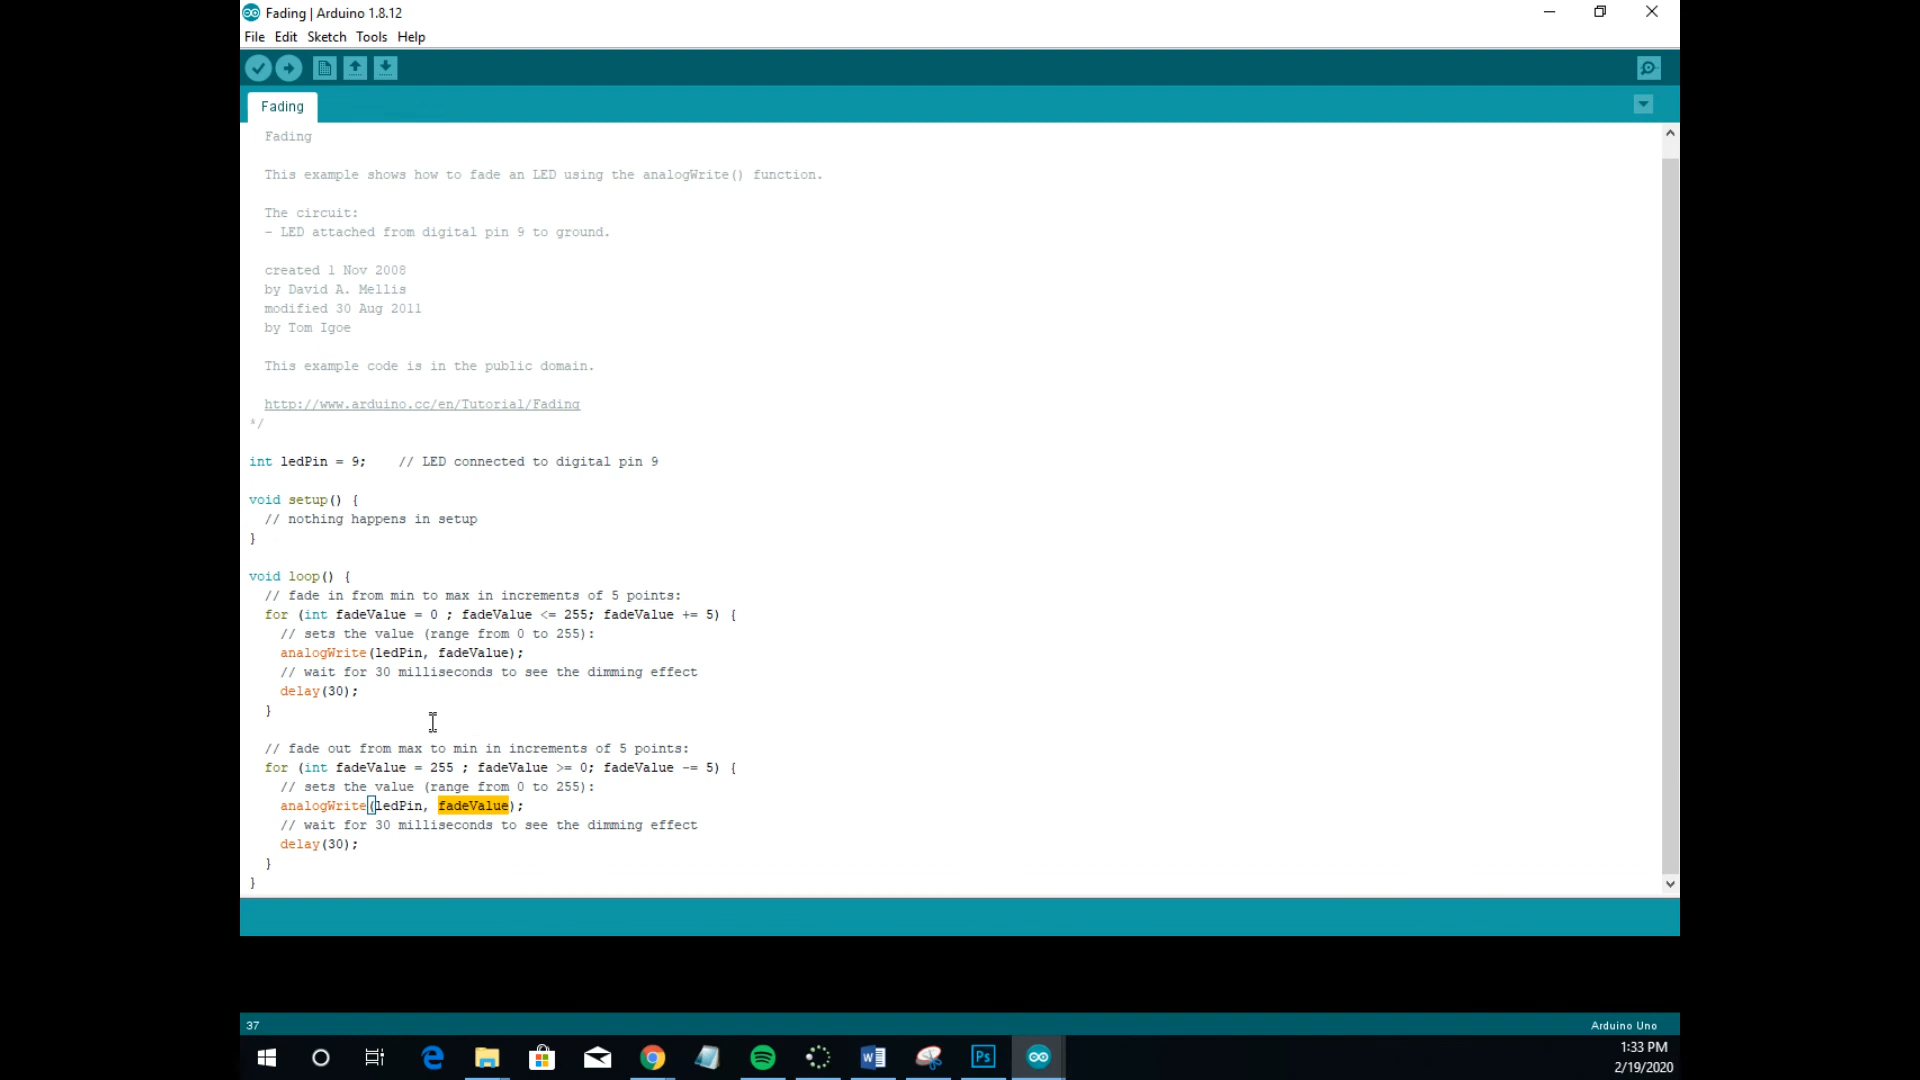 Fading | Arduino 1.8.12
File Edit Sketch Tools Help
Fading
Fading
This example shows how to fade an LED using the analogWrite() function.
The circuit:
- LED attached from digital pin 9 to ground.
created 1 Nov 2008
by David A. Mellis
modified 30 Aug 2011
by Tom Igoe
This example code is in the public domain.
http://www.arduino.cc/en/Tutorial/Fading
*/
int ledPin = 9;    // LED connected to digital pin 9
void setup() {
// nothing happens in setup
}
void loop() {
// fade in from min to max in increments of 5 points:
for (int fadeValue = 0 ; fadeValue <= 255; fadeValue += 5) {
// sets the value (range from 0 to 255):
analogWrite(ledPin, fadeValue);
// wait for 30 milliseconds to see the dimming effect
delay(30);
}
// fade out from max to min in increments of 5 points:
for (int fadeValue = 255 ; fadeValue >= 0; fadeValue -= 5) {
// sets the value (range from 0 to 255):
analogWrite(ledPin, fadeValue);
// wait for 30 milliseconds to see the dimming effect
delay(30);
}
}
37
Arduino Uno
Ps
1:33 PM
2/19/2020